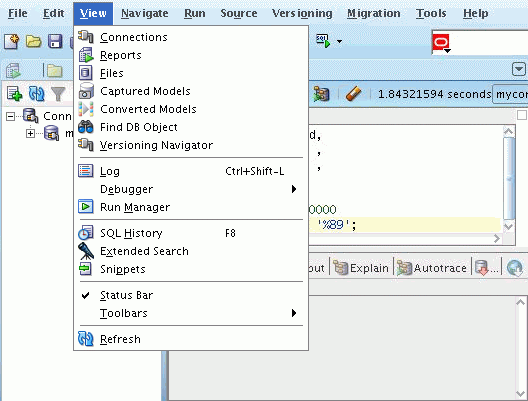 File Edit View Navigate Run Source Versioning Migration Tools Help
Connections
Reports
Files
Captured Models
Converted Models
Find DB Object
Versioning Navigator
Log Ctrl+Shift-L
Debugger
Run Manager
SQL History F8
Extended Search
Snippets
Status Bar
Toolbars
Refresh
SQL
1.84321594 seconds myco
Conn
m
d,
,
,
0000
'%89';
out Explain Autotrace ...